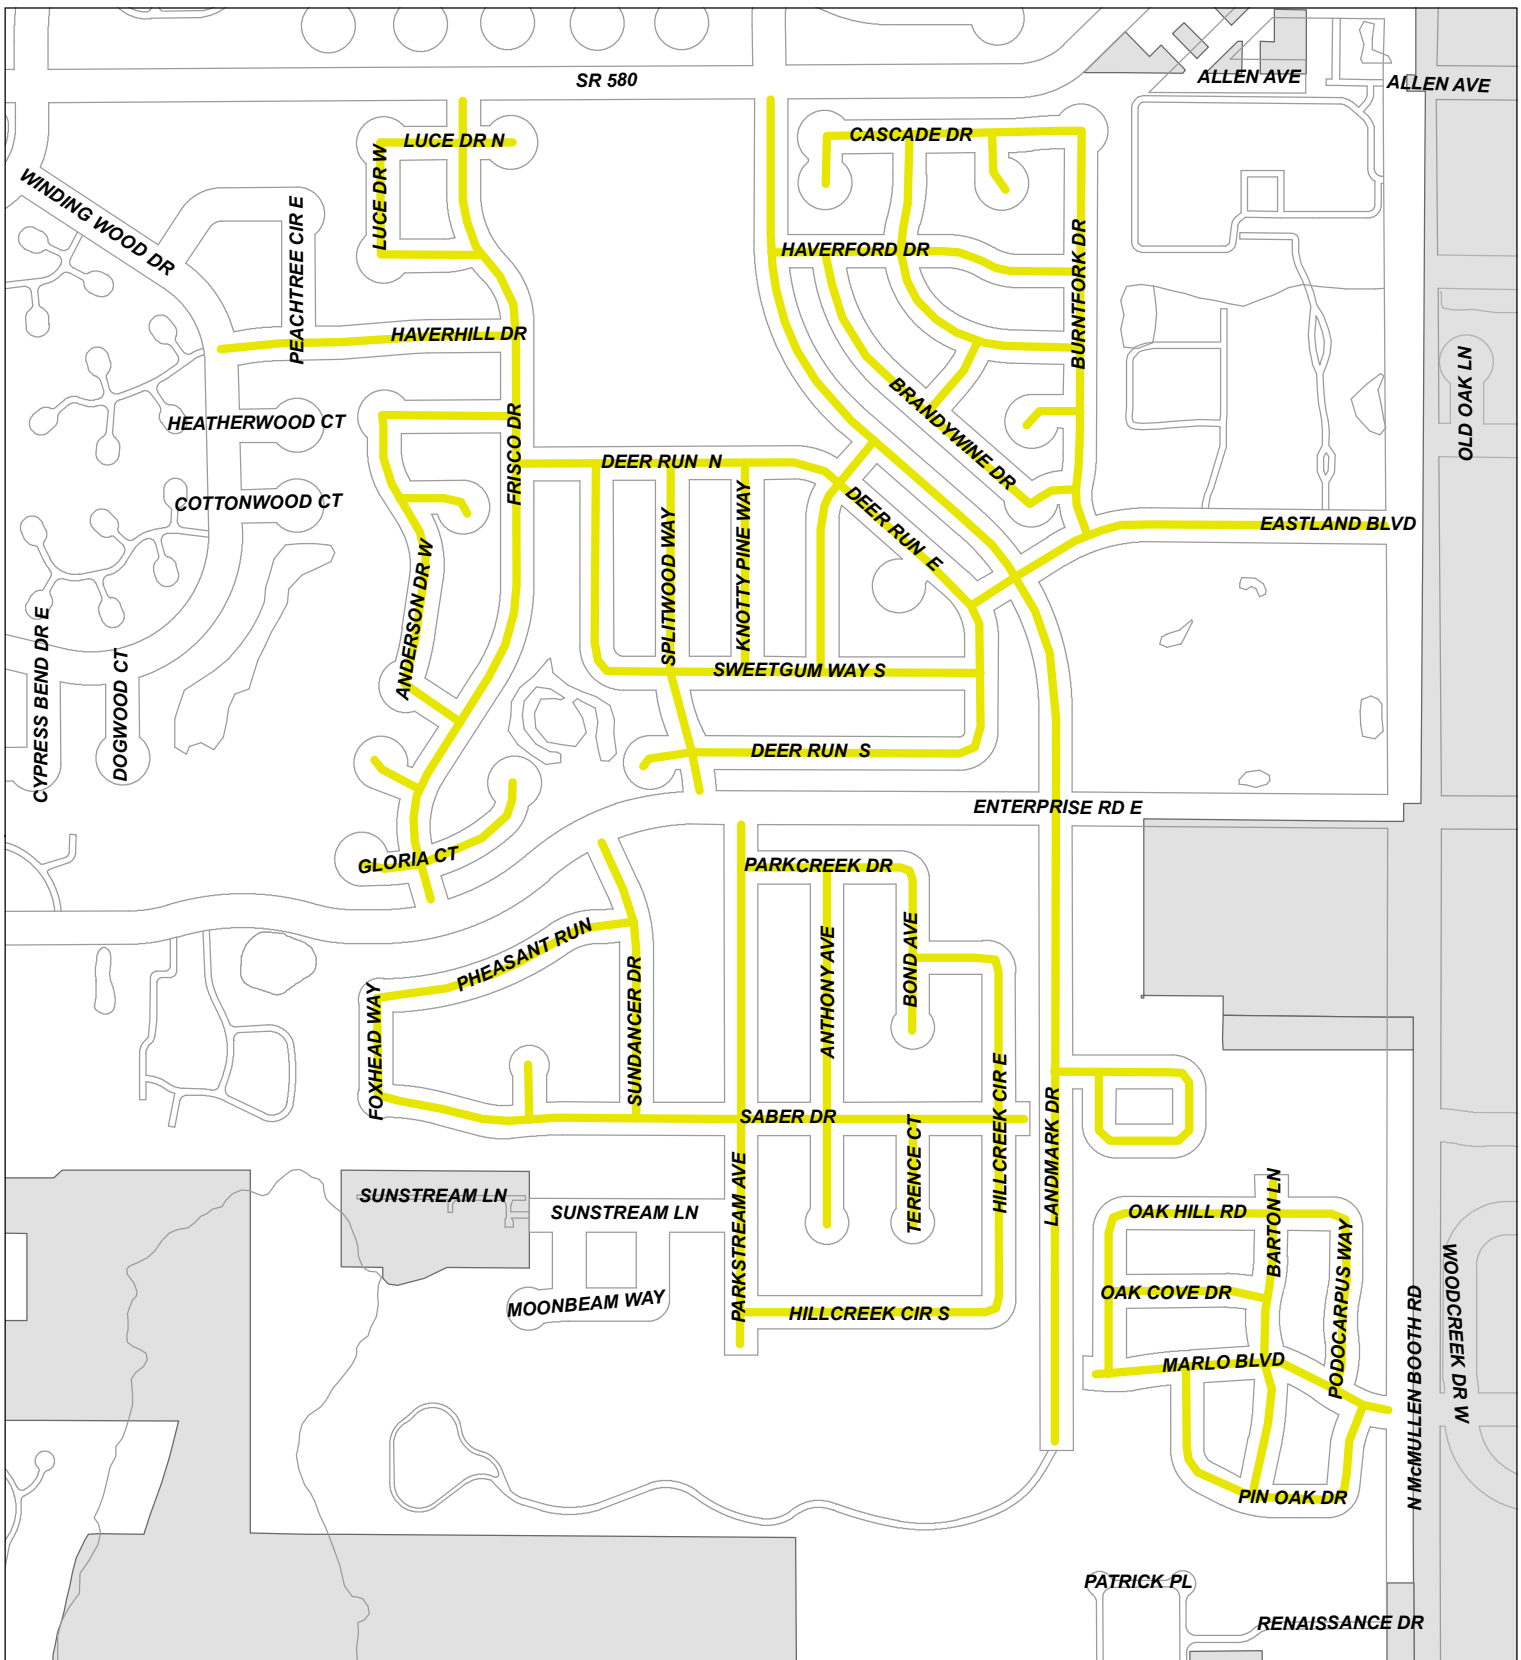 SR 580
ALLEN AVE
ALLEN AVE
LUCE DR N
CASCADE DR
LUCE DR W
WINDING WOOD DR
PEACHTREE CIR E
HAVERFORD DR
BURNTFORK DR
HAVERHILL DR
OLD OAK LN
HEATHERWOOD CT
BRANDYWINE DR
FRISCO DR
DEER RUN  N
COTTONWOOD CT
SPLITWOOD WAY
KNOTTY PINE WAY
DEER RUN  E
EASTLAND BLVD
ANDERSON DR W
CYPRESS BEND DR E
DOGWOOD CT
SWEETGUM WAY S
DEER RUN  S
ENTERPRISE RD E
GLORIA CT
PARKCREEK DR
PHEASANT RUN
SUNDANCER DR
ANTHONY AVE
BOND AVE
FOXHEAD WAY
HILLCREEK CIR E
SABER DR
TERENCE CT
LANDMARK DR
SUNSTREAM LN
SUNSTREAM LN
PARKSTREAM AVE
OAK HILL RD
BARTON LN
PODOCARPUS WAY
OAK COVE DR
MOONBEAM WAY
HILLCREEK CIR S
WOODCREEK DR W
N McMULLEN BOOTH RD
MARLO BLVD
PIN OAK DR
PATRICK PL
RENAISSANCE DR